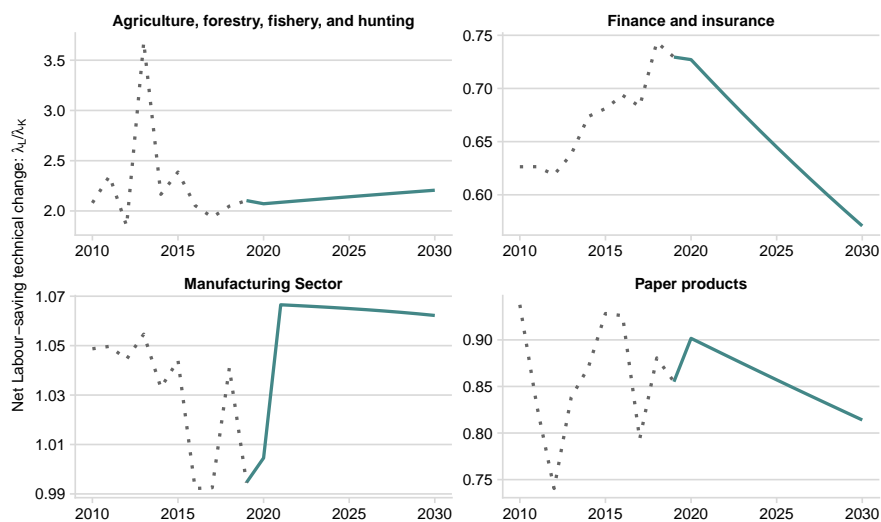 Agriculture, forestry, fishery, and hunting
Finance and insurance
Net Labour−saving technical change: λL/λK
3.5
3.0
2.5
2.0
2010 2015 2020 2025 2030
0.75
0.70
0.65
0.60
2010 2015 2020 2025 2030
Manufacturing Sector
Paper products
1.07
1.05
1.03
1.01
0.99
2010 2015 2020 2025 2030
0.90
0.85
0.80
0.75
2010 2015 2020 2025 2030